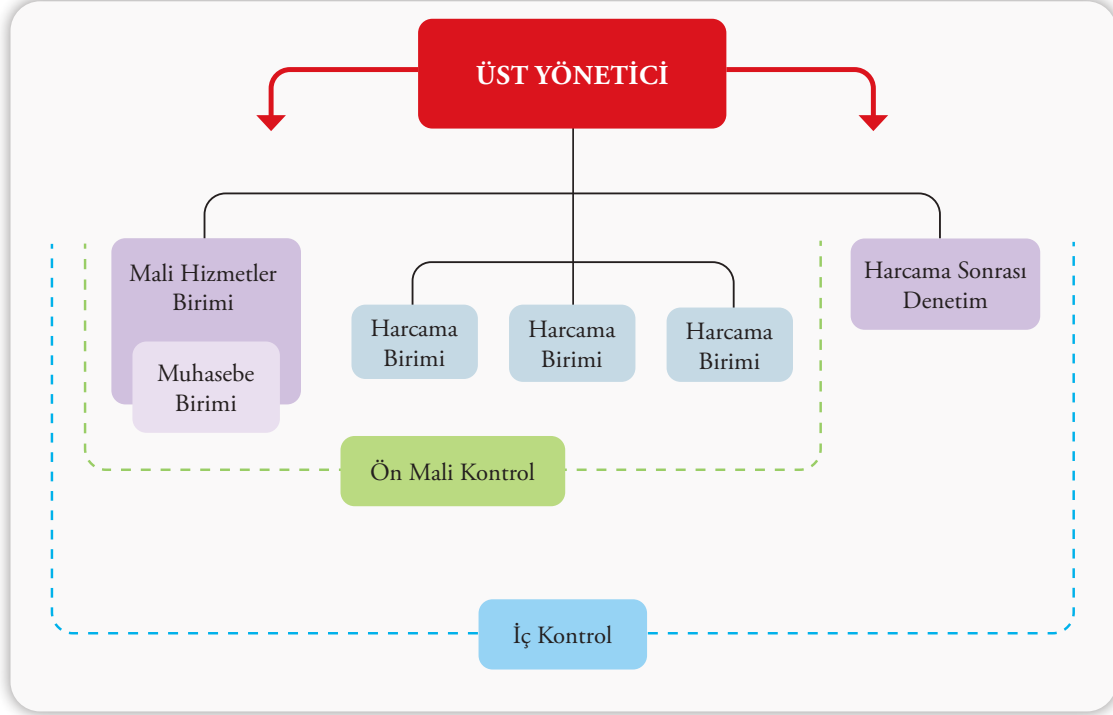 ÜST YÖNETİCİ
Mali Hizmetler
Birimi
Muhasebe
Birimi
Harcama
Birimi
Harcama
Birimi
Harcama
Birimi
Harcama Sonrası
Denetim
Ön Mali Kontrol
İç Kontrol